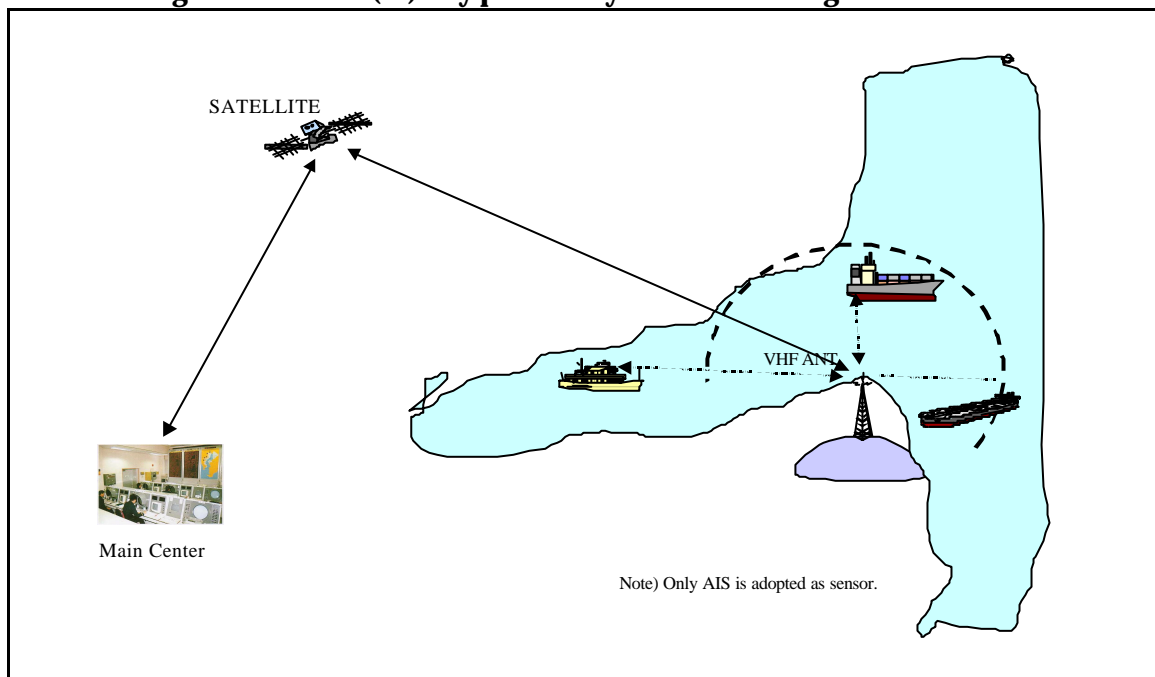 SATELLITE
VHF ANT
Main Center
Note) Only AIS is adopted as sensor.